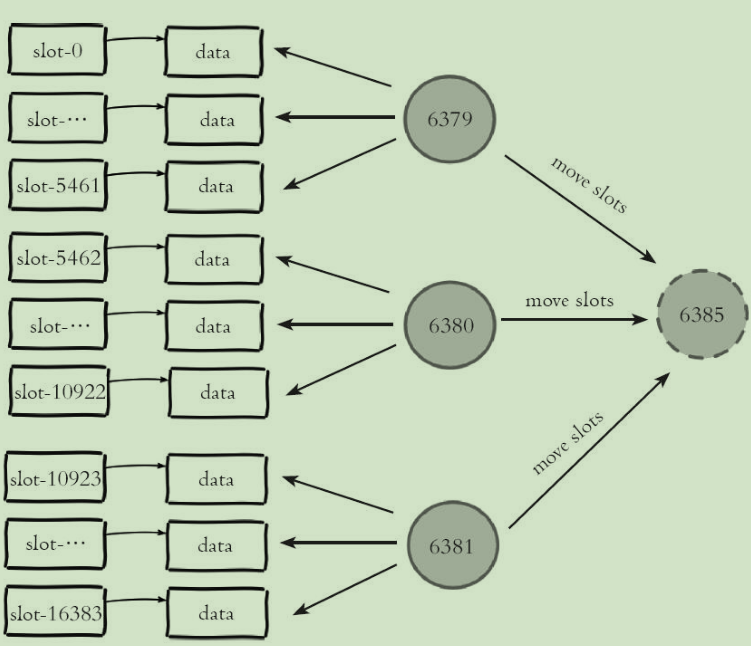 slot-0
data
slot-···
data
6379
slot-5461
data
move slots
slot-5462
data
slot-···
data
6380
move slots
6385
slot-10922
data
move slots
slot-10923
data
slot-···
data
6381
slot-16383
data